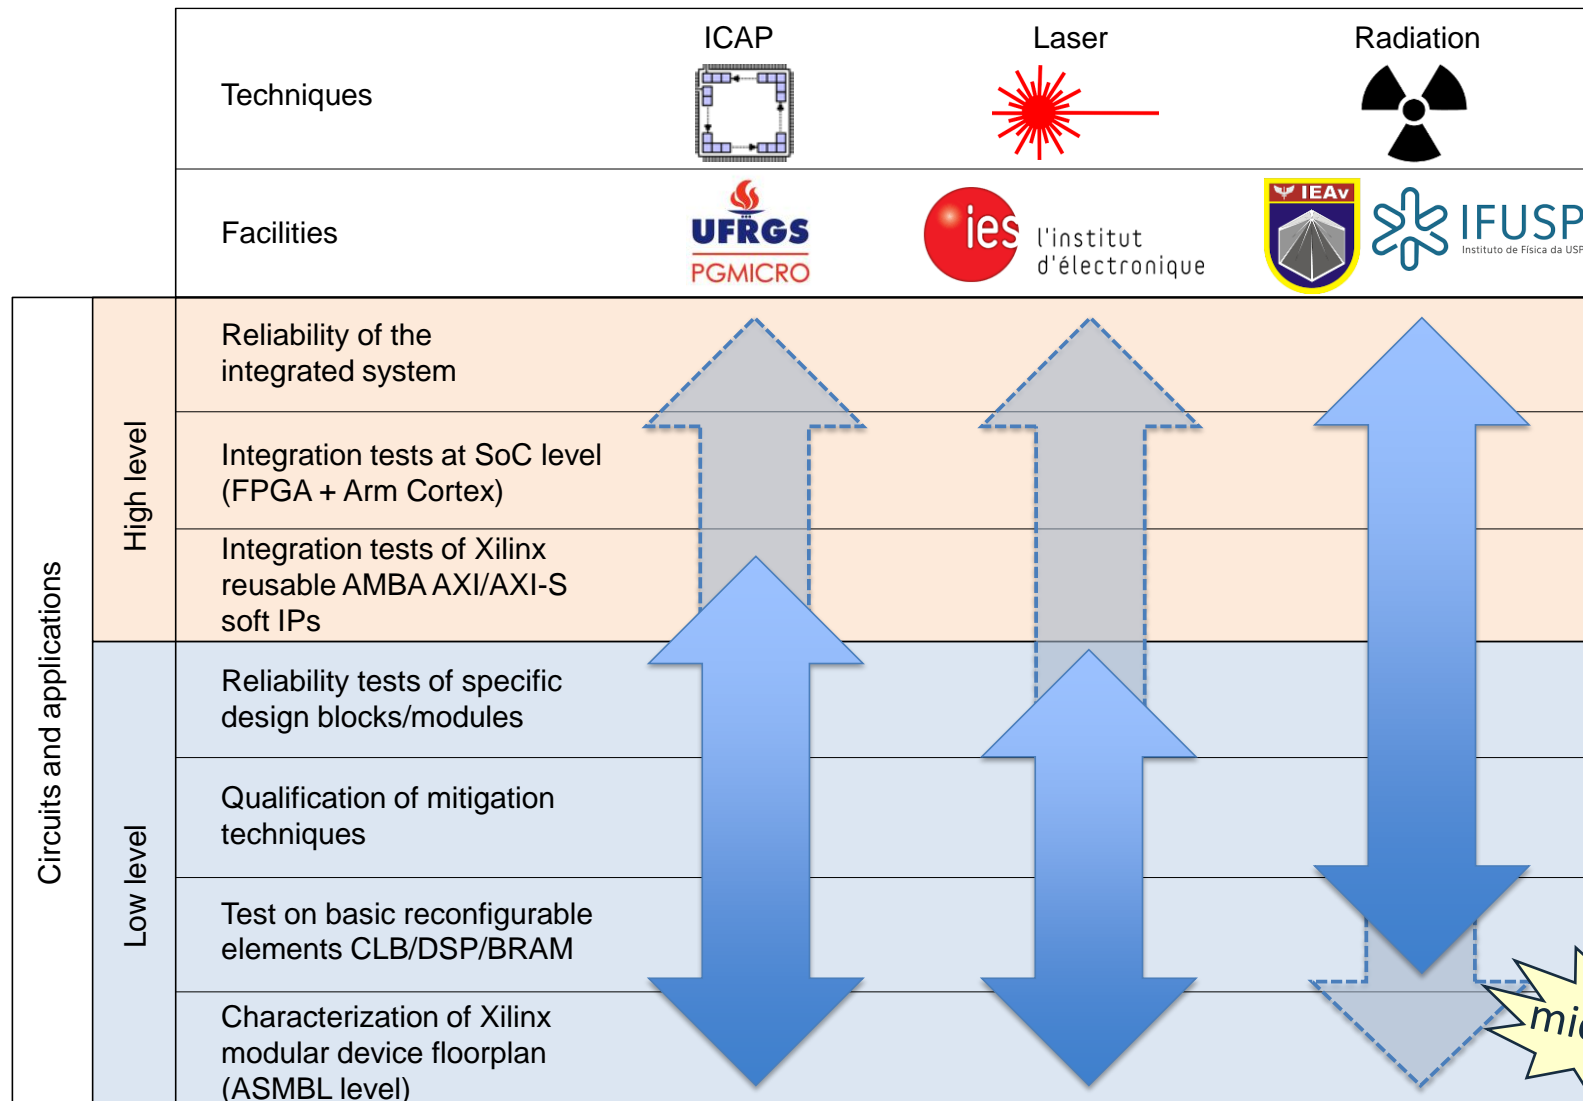 ICAP
Laser
Radiation
Techniques
Facilities
UFRGS
PGMICRO
ies
l'institut
d'électronique
IEAv
IFUSP
Instituto de Física da USP
Circuits and applications
High level
Reliability of the
integrated system
Integration tests at SoC level
(FPGA + Arm Cortex)
Integration tests of Xilinx
reusable AMBA AXI/AXI-S
soft IPs
Low level
Reliability tests of specific
design blocks/modules
Qualification of mitigation
techniques
Test on basic reconfigurable
elements CLB/DSP/BRAM
Characterization of Xilinx
modular device floorplan
(ASMBL level)